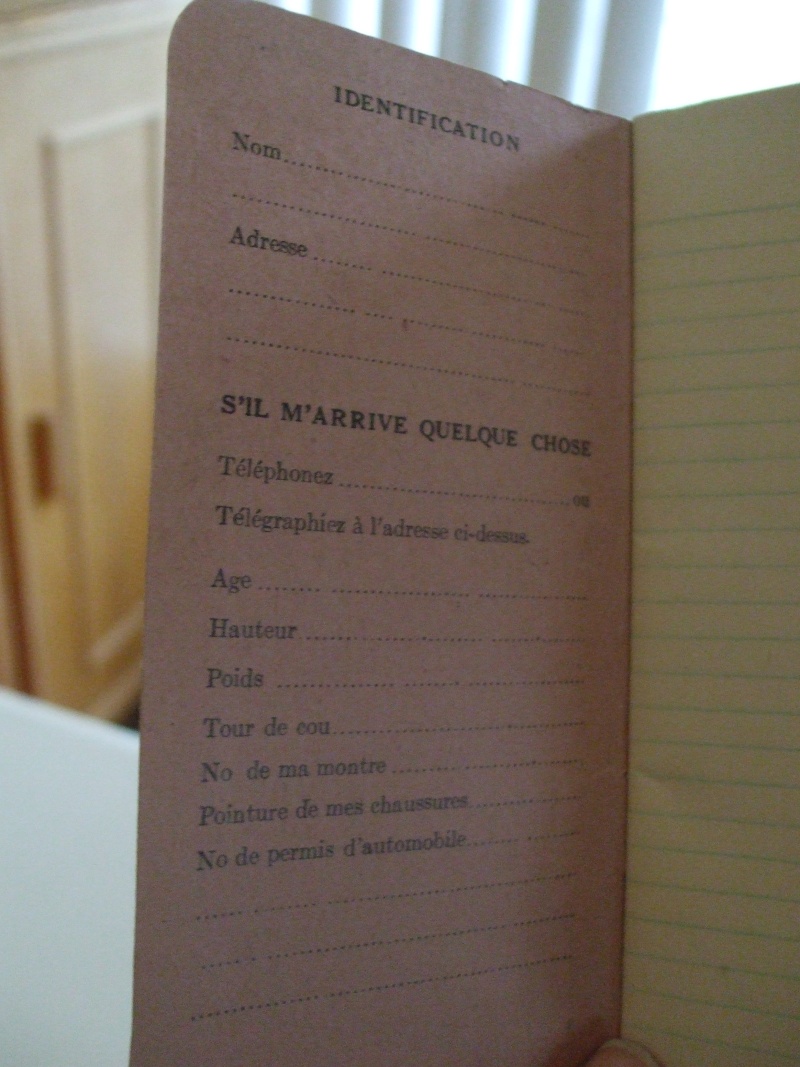 IDENTIFICATION
Nom
Adresse
S'IL M'ARRIVE QUELQUE CHOSE
Téléphonez ou
Télégraphiez à l'adresse ci-dessus.
Age
Hauteur
Poids
Tour de cou
No de ma montre
Pointure de mes chaussures
No de permis d'automobile